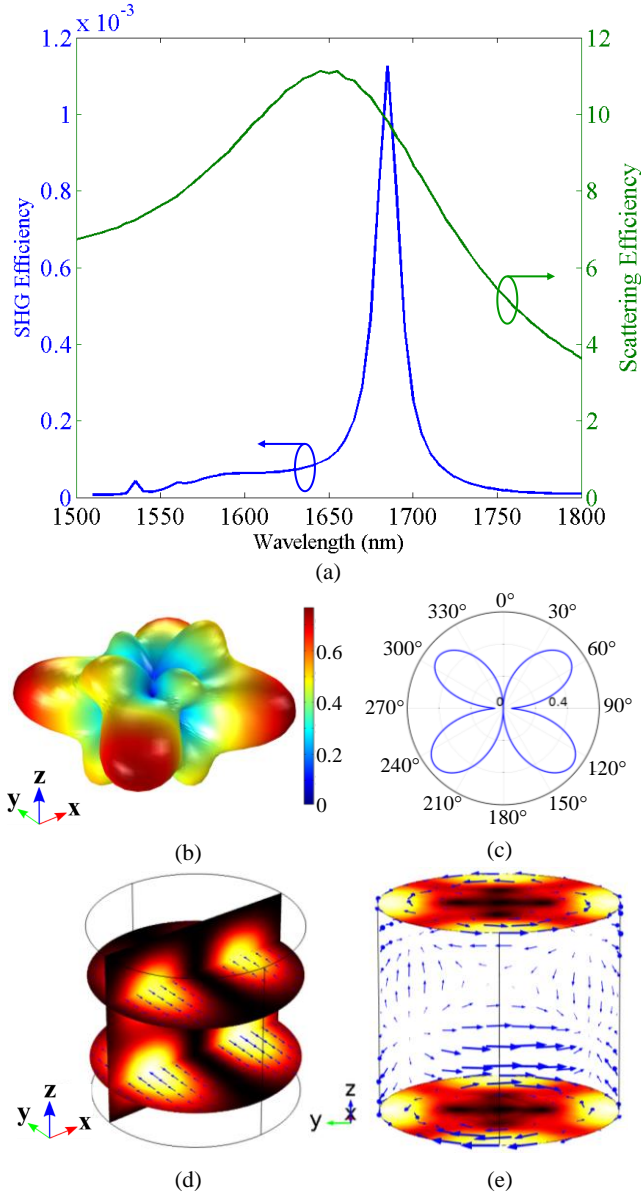 x 10^-3
1.2
1
0.8
0.6
0.4
0.2
0
SHG Efficiency
12
10
8
6
4
2
0
Scattering Efficiency
1500 1550 1600 1650 1700 1750 1800
Wavelength (nm)
(a)
0.6
0.4
0.2
0
z
y x
(b)
0°
330° 30°
300° 60°
270° 0 0.4 90°
240° 120°
210° 150°
180°
(c)
z
y x
(d)
z
y x
(e)